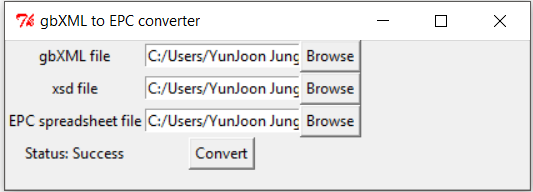 gbXML to EPC converter
gbXML file C:/Users/YunJoon Jung Browse
xsd file C:/Users/YunJoon Jung Browse
EPC spreadsheet file C:/Users/YunJoon Jung Browse
Status: Success Convert